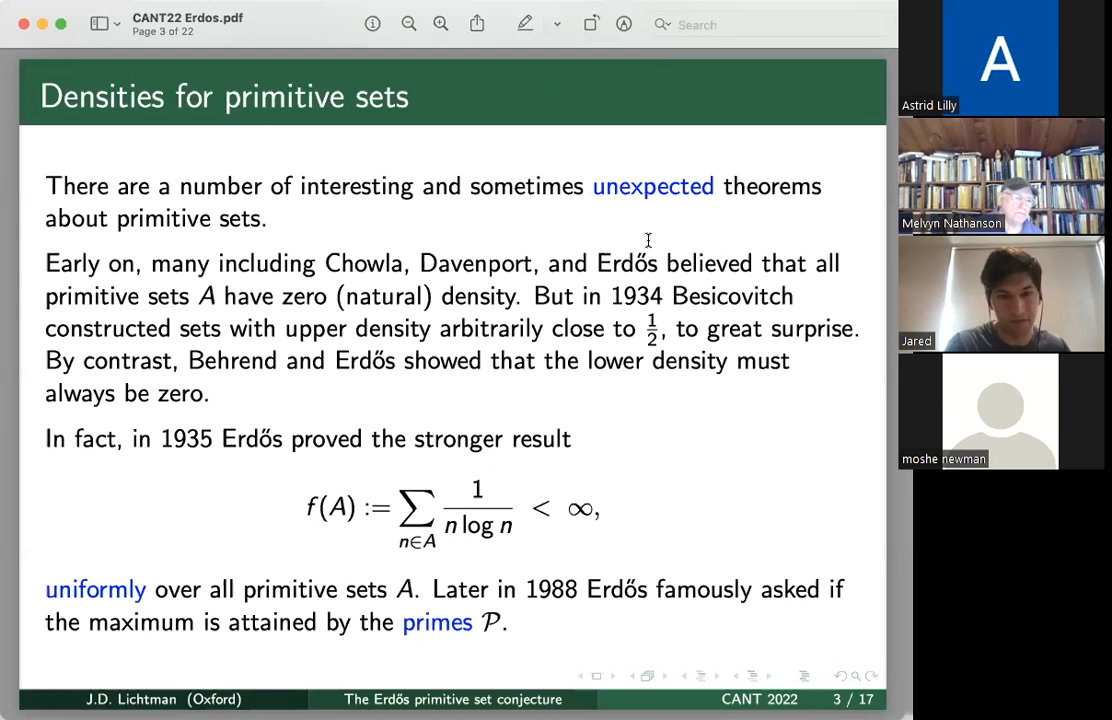 CANT22 Erdos.pdf
Page 3 of 22
Search
Densities for primitive sets
There are a number of interesting and sometimes unexpected theorems
about primitive sets.
Early on, many including Chowla, Davenport, and Erdős believed that all
primitive sets A have zero (natural) density. But in 1934 Besicovitch
constructed sets with upper density arbitrarily close to 1/2, to great surprise.
By contrast, Behrend and Erdős showed that the lower density must
always be zero.
In fact, in 1935 Erdős proved the stronger result
f(A) := ∑_{n∈A} 1/(n log n) < ∞,
uniformly over all primitive sets A. Later in 1988 Erdős famously asked if
the maximum is attained by the primes 𝒫.
J.D. Lichtman (Oxford) The Erdős primitive set conjecture CANT 2022 3 / 17
A
Astrid Lilly
Melvyn Nathanson
Jared
moshe newman